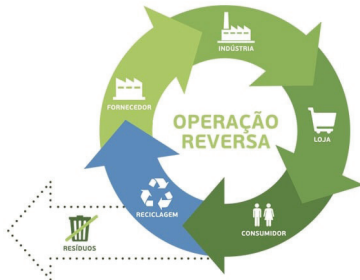 INDÚSTRIA
FORNECEDOR
OPERAÇÃO
REVERSA
LOJA
RECICLAGEM
CONSUMIDOR
RESÍDUOS